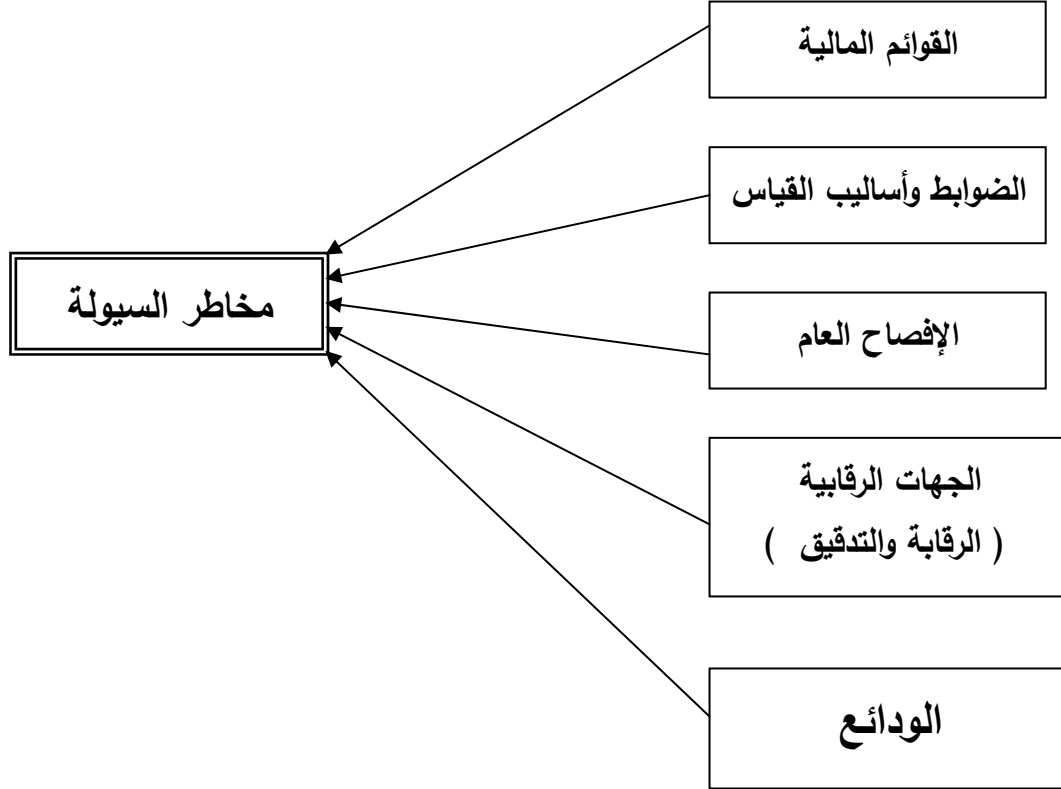 القوائم المالية
الضوابط وأساليب القياس
مخاطر السيولة
الإفصاح العام
الجهات الرقابية
( الرقابة والتدقيق )
الودائع